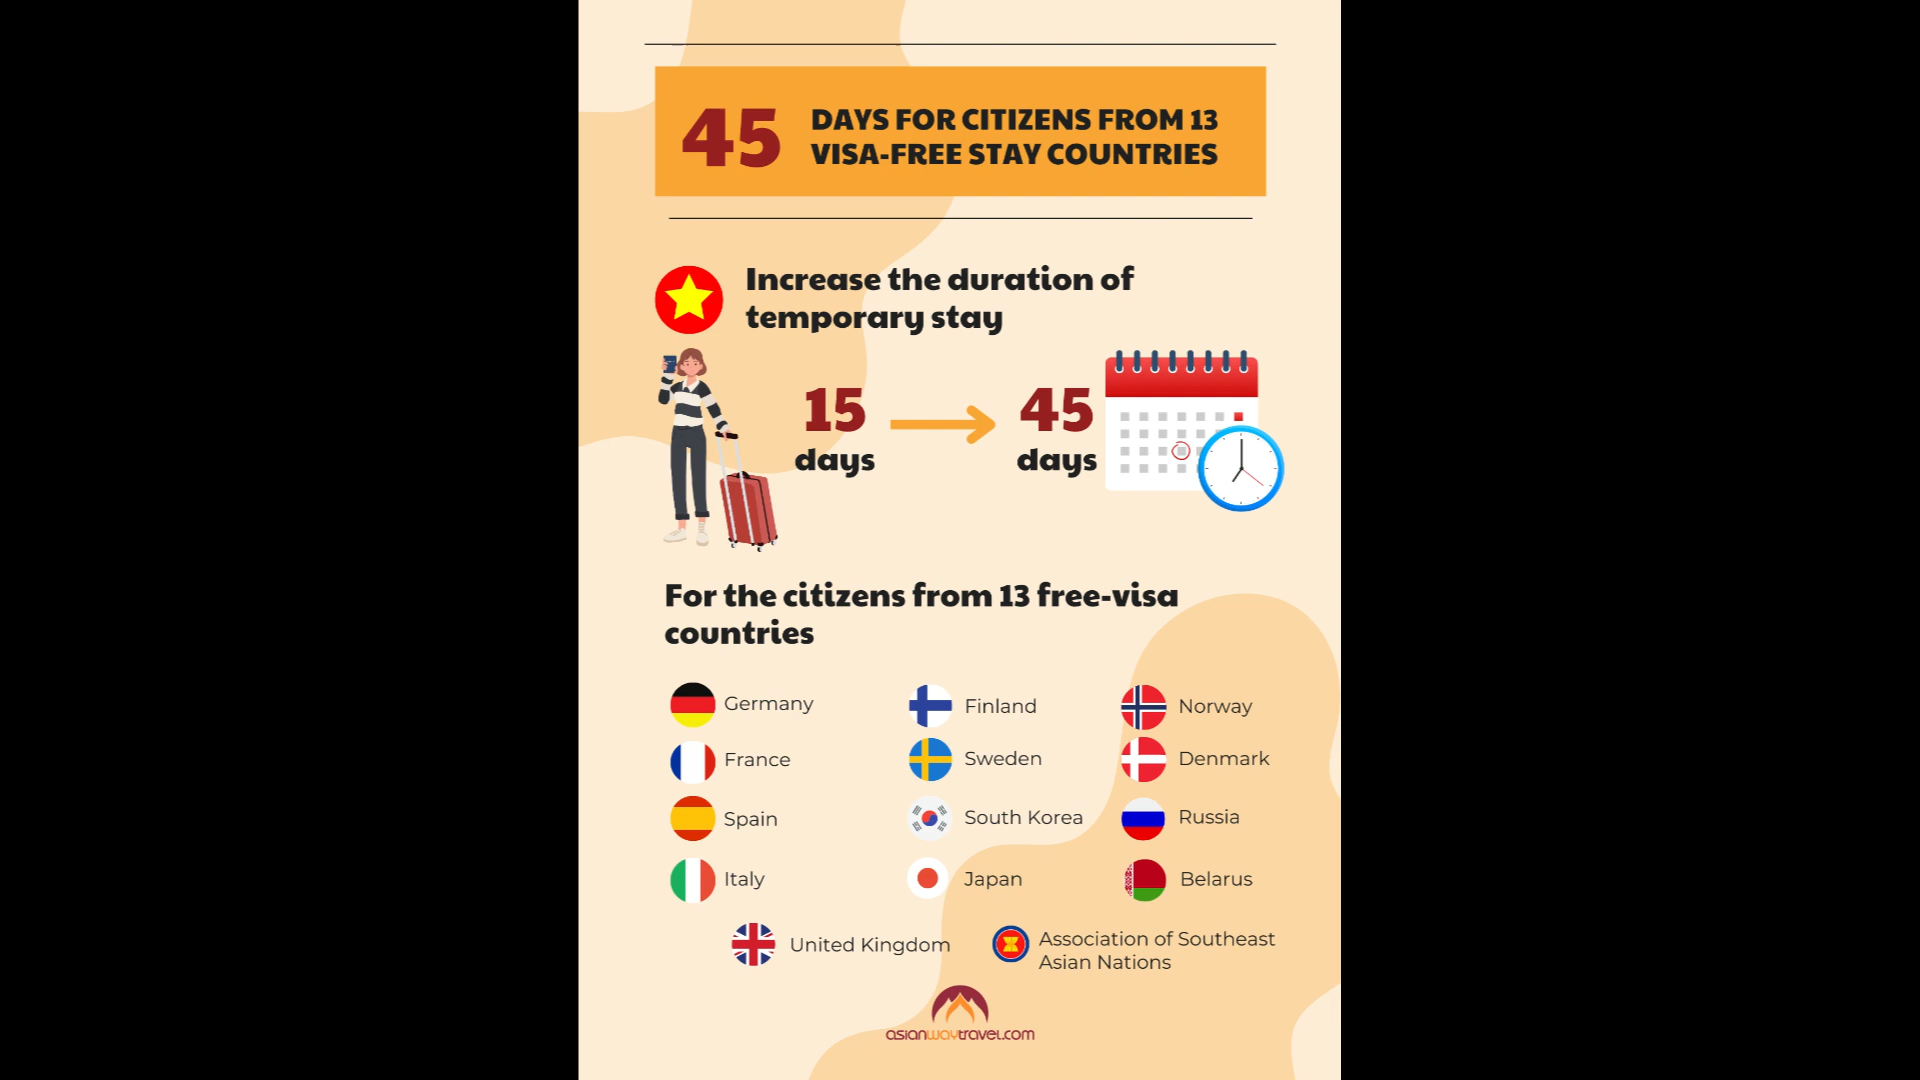 45
DAYS FOR CITIZENS FROM 13
VISA-FREE STAY COUNTRIES
Increase the duration of
temporary stay
15
days
45
days
For the citizens from 13 free-visa
countries
Germany
Finland
Norway
France
Sweden
Denmark
Spain
South Korea
Russia
Italy
Japan
Belarus
United Kingdom
Association of Southeast
Asian Nations
asianwaytravel.com